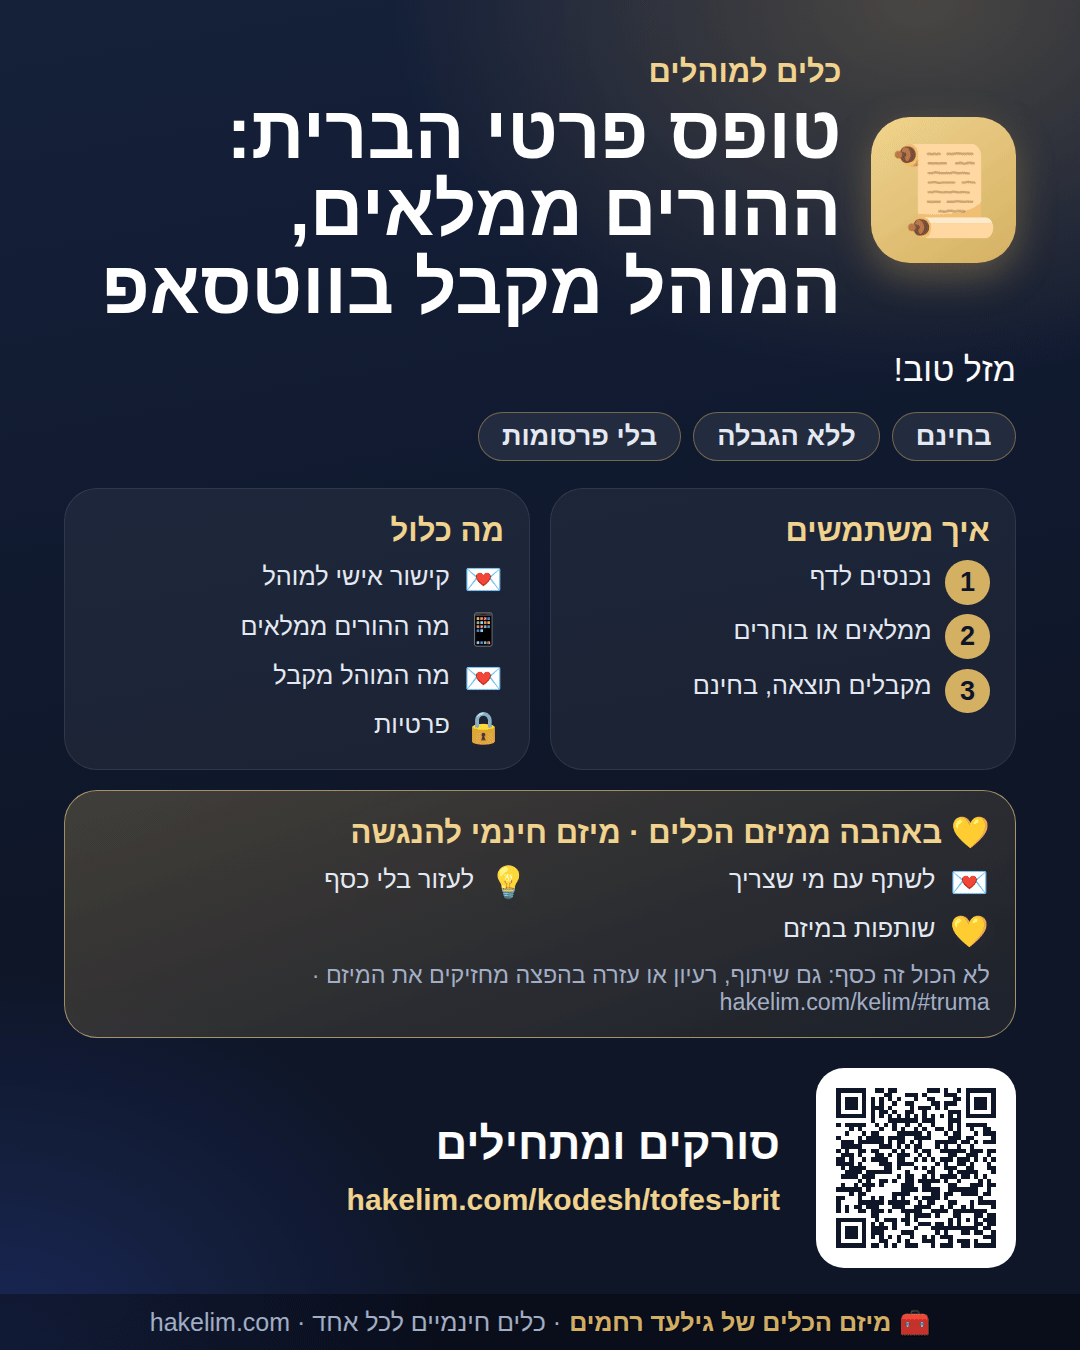 כלים למוהלים
טופס פרטי הברית:
ההורים ממלאים,
המוהל מקבל בווטסאפ
מזל טוב!
בחינם
ללא הגבלה
בלי פרסומות
איך משתמשים
1 נכנסים לדף
2 ממלאים או בוחרים
3 מקבלים תוצאה, בחינם
מה כלול
💌 קישור אישי למוהל
📱 מה ההורים ממלאים
💌 מה המוהל מקבל
🔒 פרטיות
💛 באהבה ממיזם הכלים · מיזם חינמי להנגשה
💌 לשתף עם מי שצריך
💡 לעזור בלי כסף
💛 שותפות במיזם
לא הכול זה כסף: גם שיתוף, רעיון או עזרה בהפצה מחזיקים את המיזם ·
hakelim.com/kelim/#truma
סורקים ומתחילים
hakelim.com/kodesh/tofes-brit
🧰 מיזם הכלים של גילעד רחמים · כלים חינמיים לכל אחד · hakelim.com